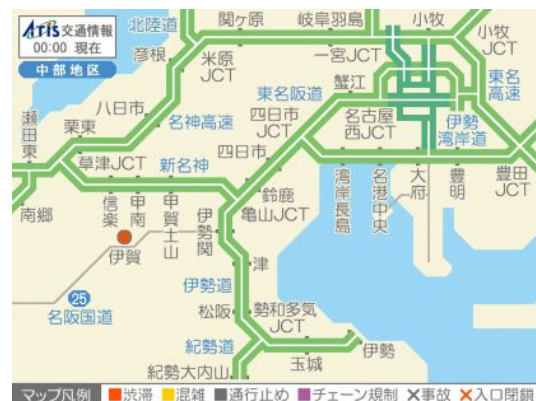 ATIS交通情報
00:00 現在
中部地区
北陸道
関ヶ原
岐阜羽島
小牧
彦根
米原
JCT
一宮JCT
小牧
JCT
蟹江
東名
高速
東名阪道
八日市
瀬田東
栗東
名神高速
四日市
JCT
名古屋
西JCT
伊勢
湾岸道
草津JCT
新名神
四日市
南郷
信楽
甲南
甲賀土山
鈴鹿
亀山JCT
湾岸長島
名港中央
大府
豊明
豊田
JCT
伊勢関
伊賀
津
伊勢道
25
名阪国道
松阪
勢和多気
JCT
紀勢道
玉城
伊勢
紀勢大内山
マップ凡例
渋滞
混雑
通行止め
チェーン規制
事故
入口閉鎖